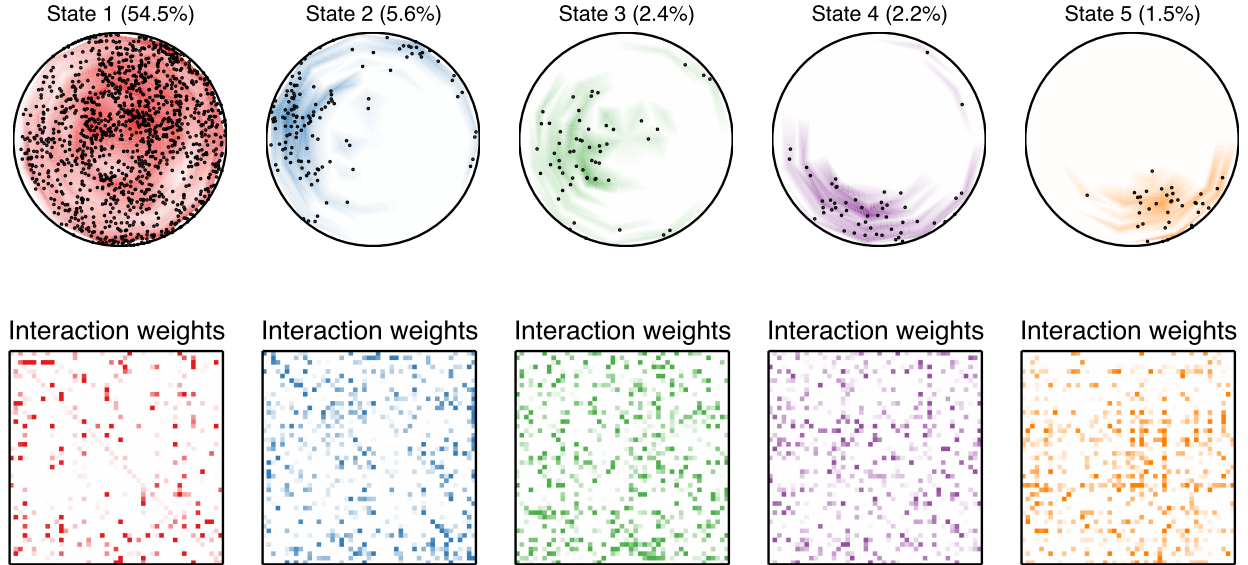 State 1 (54.5%)
State 2 (5.6%)
State 3 (2.4%)
State 4 (2.2%)
State 5 (1.5%)
Interaction weights
Interaction weights
Interaction weights
Interaction weights
Interaction weights